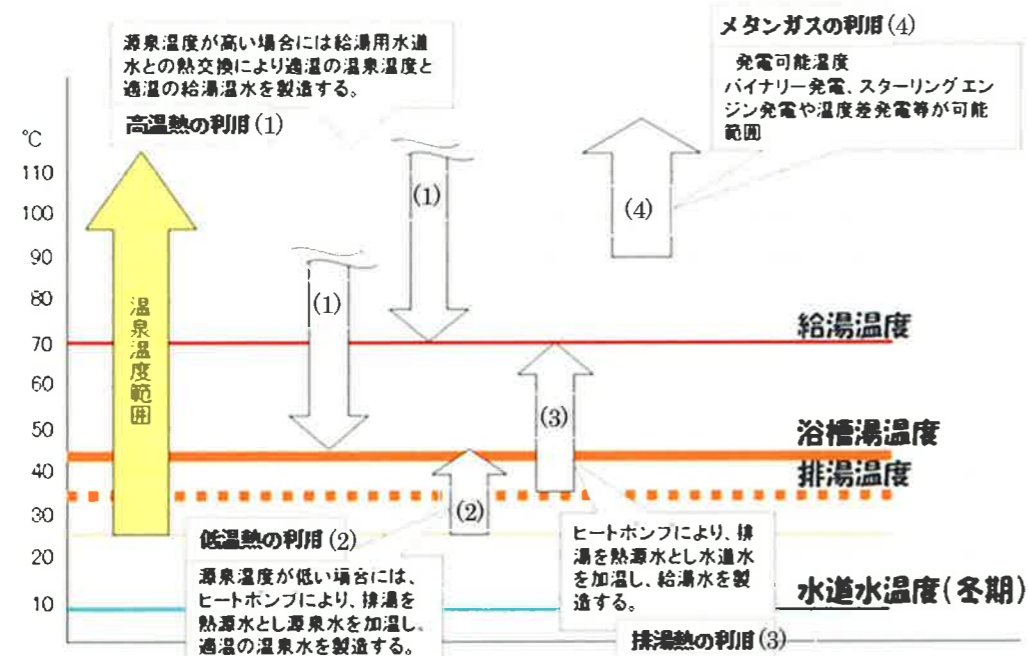 源泉温度が高い場合には給湯用水道
水との熱交換により適温の温泉温度と
適温の給湯温水を製造する。
高温熱の利用(1)
メタンガスの利用(4)
発電可能温度
バイナリー発電、スターリングエン
ジン発電や温度差発電等が可能
範囲
℃
110
100
90
80
70
60
50
40
30
20
10
温泉温度範囲
(1)
(1)
(4)
(3)
(2)
給湯温度
浴槽湯温度
排湯温度
水道水温度(冬期)
低温熱の利用(2)
源泉温度が低い場合には、
ヒートポンプにより、排湯を
熱源水とし源泉水を加温し、
適温の温泉水を製造する。
ヒートポンプにより、排
湯を熱源水とし水道水
を加温し、給湯水を製
造する。
排湯熱の利用(3)